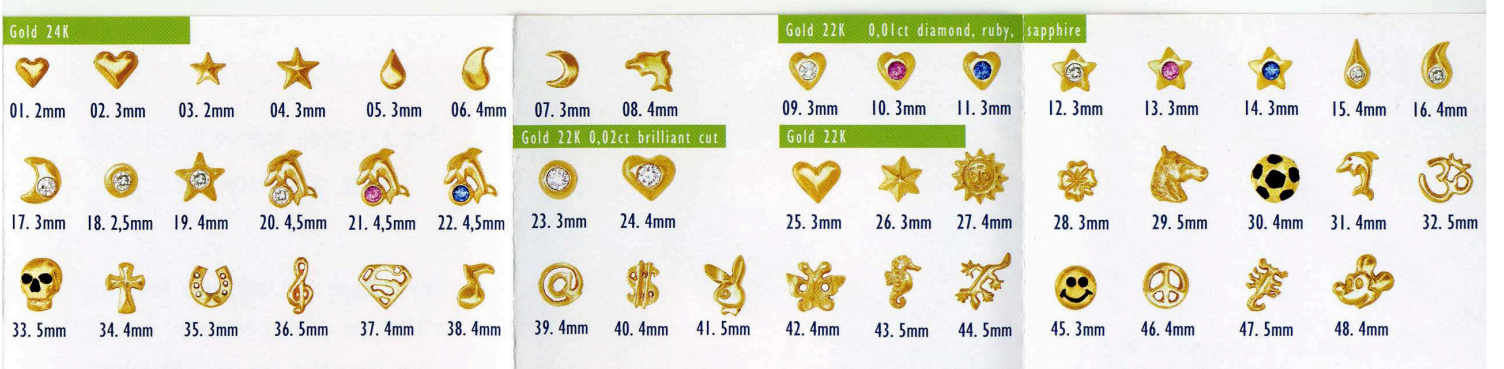 Gold 24K
Gold 22K 0,01ct diamond, ruby, sapphire
01. 2mm 02. 3mm 03. 2mm 04. 3mm 05. 3mm 06. 4mm 07. 3mm 08. 4mm 09. 3mm 10. 3mm 11. 3mm 12. 3mm 13. 3mm 14. 3mm 15. 4mm 16. 4mm
Gold 22K 0,02ct brilliant cut
Gold 22K
17. 3mm 18. 2,5mm 19. 4mm 20. 4,5mm 21. 4,5mm 22. 4,5mm 23. 3mm 24. 4mm 25. 3mm 26. 3mm 27. 4mm 28. 3mm 29. 5mm 30. 4mm 31. 4mm 32. 5mm
33. 5mm 34. 4mm 35. 3mm 36. 5mm 37. 4mm 38. 4mm 39. 4mm 40. 4mm 41. 5mm 42. 4mm 43. 5mm 44. 5mm 45. 3mm 46. 4mm 47. 5mm 48. 4mm